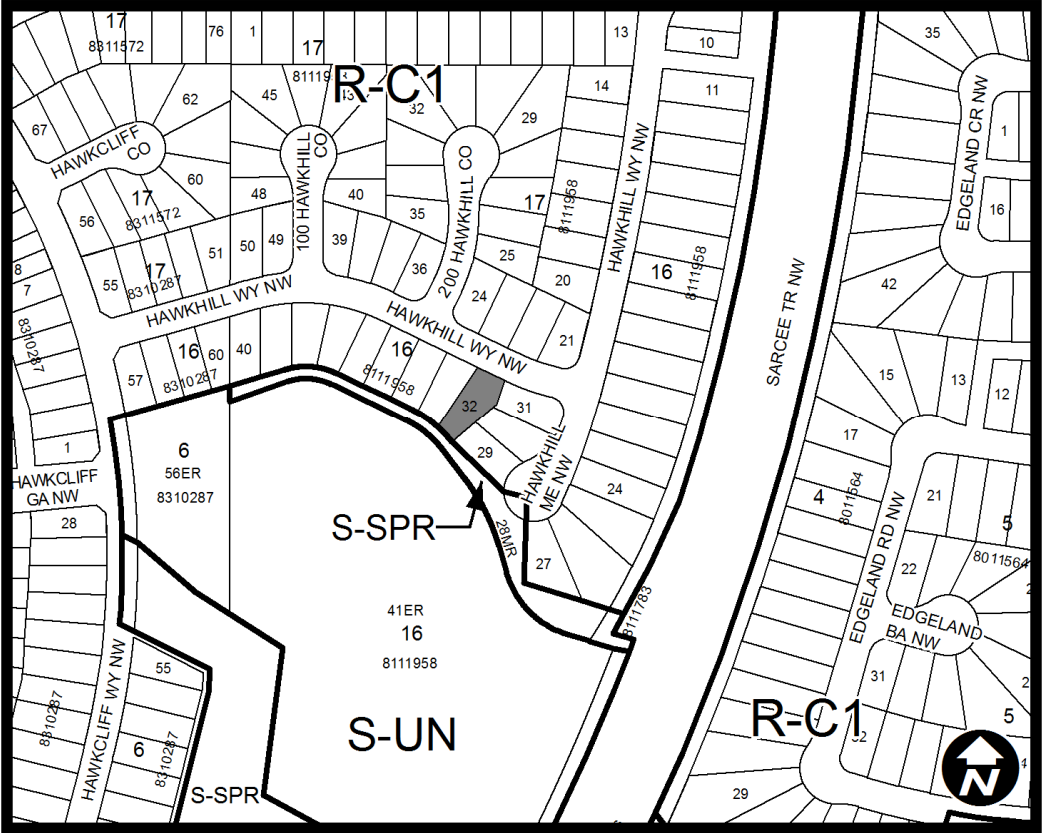 17
8311572
76
1
17
13
10
35
R-C1
45
32
14
11
62
29
67
HAWKCLIFF
CO
100 HAWKHILL
CO
200 HAWKHILL CO
HAWKHILL WY NW
EDGELAND CR NW
1
60
48
40
17
8111958
56
17
8311572
35
16
51
50
49
39
25
16
8111958
8
7
17
8310287
55
36
24
20
42
SARCEE TR NW
HAWKHILL WY NW
HAWKHILL WY NW
21
8310287
16
60
40
16
57
8310287
8111958
15
13
12
32
31
1
29
17
HAWKCLIFF
GA NW
6
56ER
8310287
HAWKHILL
ME NW
24
4
8011564
21
5
28
S-SPR
28MR
EDGELAND RD NW
8011564
27
22
41ER
16
8111958
8111783
EDGELAND
BA NW
55
31
HAWKCLIFF WY NW
8310287
6
8310287
S-UN
R-C1
5
S-SPR
29
N